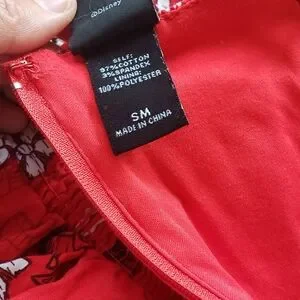 ©Disney
SELF:
97%COTTON
3%SPANDEX
LINING:
100%POLYESTER
SM
MADE IN CHINA